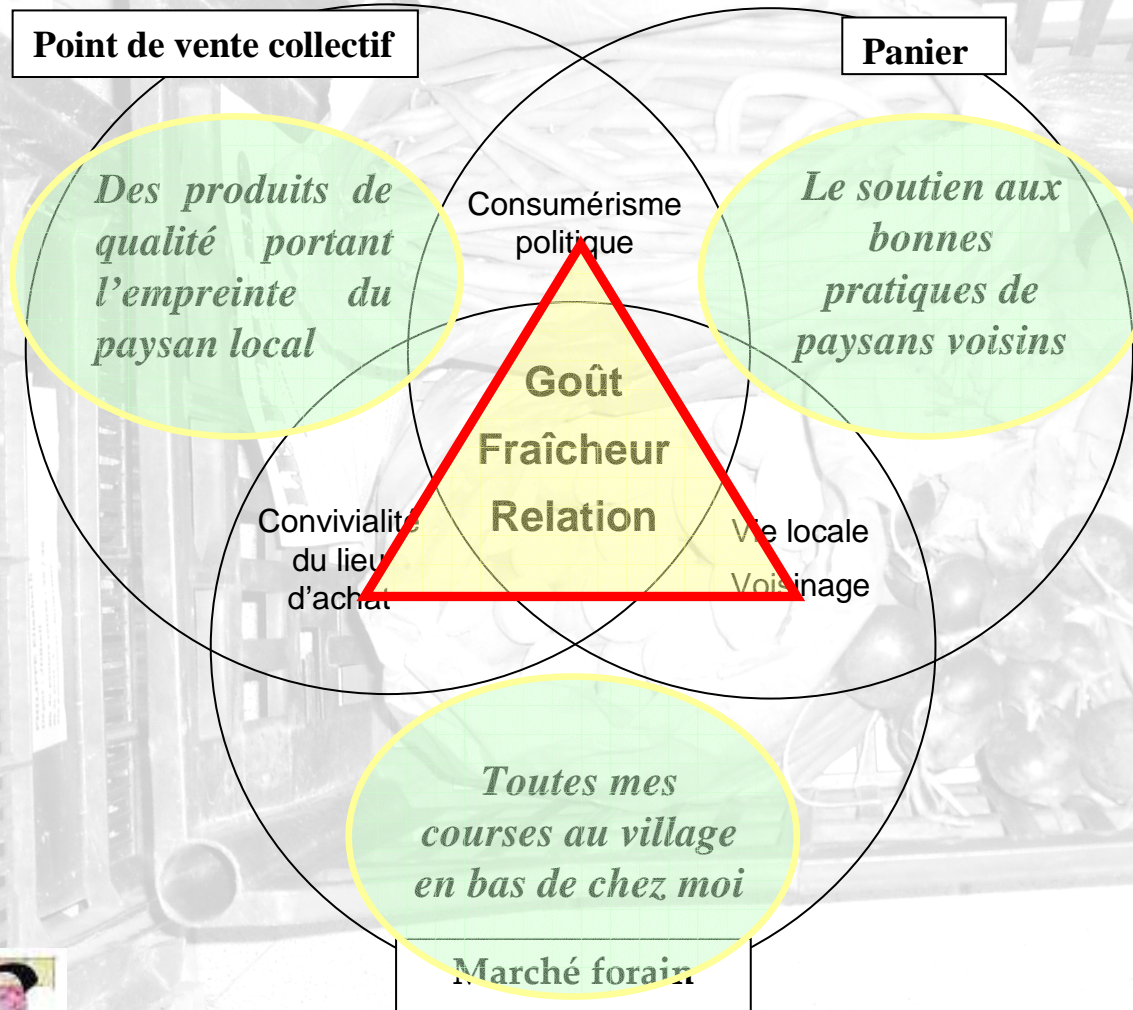 Point de vente collectif
Panier
Des produits de
qualité portant
l'empreinte du
paysan local
Consumérisme
politique
Le soutien aux
bonnes
pratiques de
paysans voisins
Goût
Fraîcheur
Relation
Convivialité
du lieu
d'achat
Vie locale
Voisinage
Toutes mes
courses au village
en bas de chez moi
Marché forain